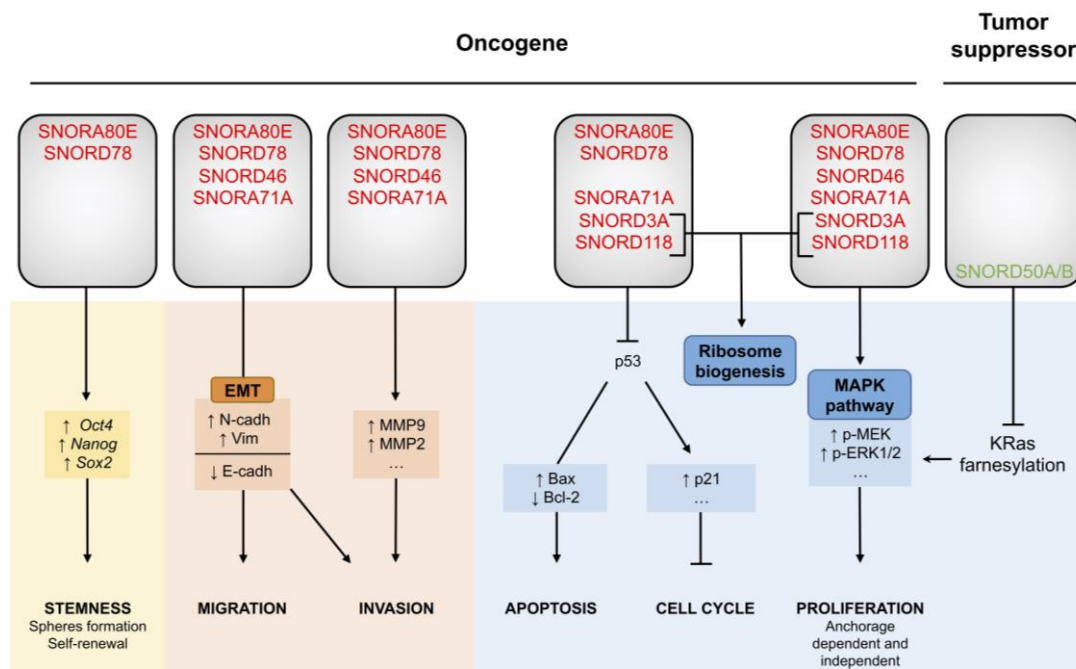 Oncogene
Tumor
suppressor
SNORA80E
SNORD78
SNORA80E
SNORD78
SNORD46
SNORA71A
SNORA80E
SNORD78
SNORD46
SNORA71A
SNORA80E
SNORD78
SNORA71A
SNORD3A
SNORD118
SNORA80E
SNORD78
SNORD46
SNORA71A
SNORD3A
SNORD118
SNORD50A/B
↑ Oct4
↑ Nanog
↑ Sox2
EMT
↑ N-cadh
↑ Vim
↓ E-cadh
↑ MMP9
↑ MMP2
...
p53
↑ Bax
↓ Bcl-2
↑ p21
...
Ribosome
biogenesis
MAPK
pathway
↑ p-MEK
↑ p-ERK1/2
...
KRas
farnesylation
STEMNESS
Spheres formation
Self-renewal
MIGRATION
INVASION
APOPTOSIS
CELL CYCLE
PROLIFERATION
Anchorage
dependent and
independent